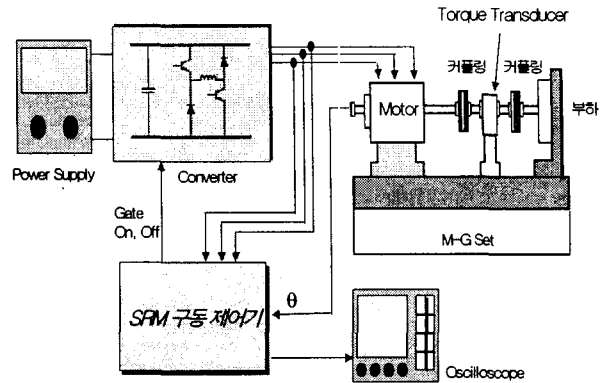 Torque Transducer
커플링 커플링
Motor
부하
Power Supply
Converter
Gate
On, Off
M-G Set
SRM 구동 제어기
θ
Oscilloscope